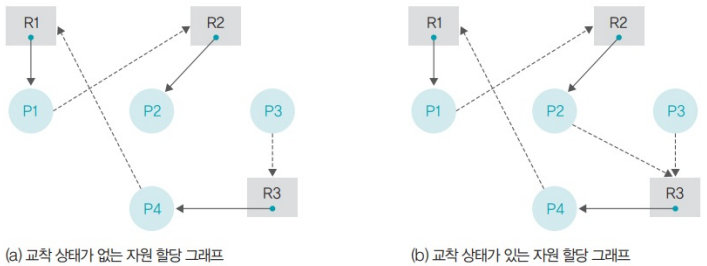 R1 R2 R1 R2
P1 P2 P3 P1 P2 P3
R3 R3
P4 P4
(a) 교착 상태가 없는 자원 할당 그래프 (b) 교착 상태가 있는 자원 할당 그래프